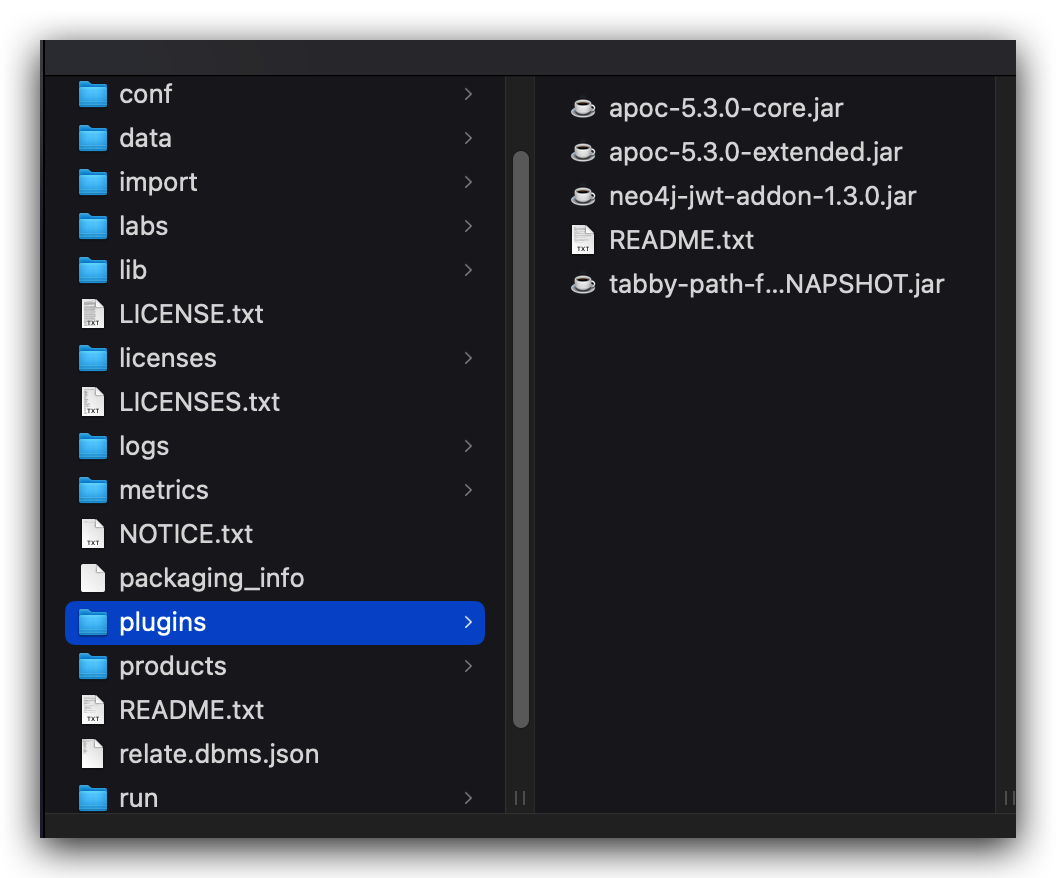 conf
data
import
labs
lib
LICENSE.txt
licenses
LICENSES.txt
logs
metrics
NOTICE.txt
packaging_info
plugins
products
README.txt
relate.dbms.json
run
apoc-5.3.0-core.jar
apoc-5.3.0-extended.jar
neo4j-jwt-addon-1.3.0.jar
README.txt
tabby-path-f...NAPSHOT.jar